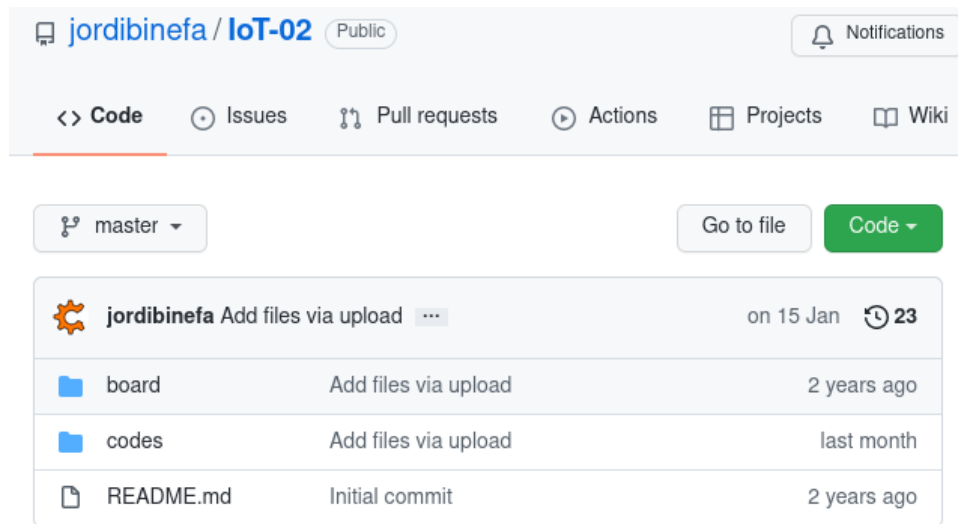 jordibinefa / IoT-02 Public Notifications
<> Code Issues Pull requests Actions Projects Wiki
master Go to file Code
jordibinefa Add files via upload ... on 15 Jan 23
board Add files via upload 2 years ago
codes Add files via upload last month
README.md Initial commit 2 years ago